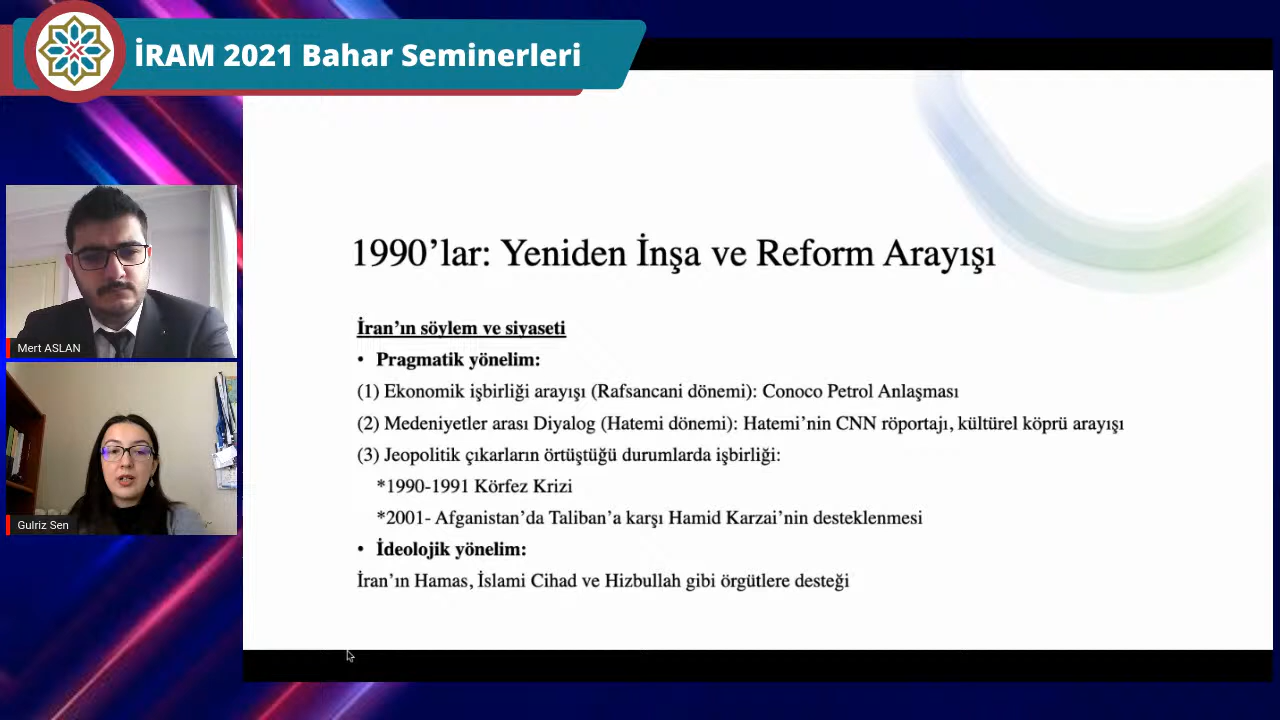 İRAM 2021 Bahar Seminerleri
1990’lar: Yeniden İnşa ve Reform Arayışı
İran’ın söylem ve siyaseti
• Pragmatik yönelim:
(1) Ekonomik işbirliği arayışı (Rafsancani dönemi): Conoco Petrol Anlaşması
(2) Medeniyetler arası Diyalog (Hatemi dönemi): Hatemi’nin CNN röportajı, kültürel köprü arayışı
(3) Jeopolitik çıkarların örtüştüğü durumlarda işbirliği:
*1990-1991 Körfez Krizi
*2001- Afganistan’da Taliban’a karşı Hamid Karzai’nin desteklenmesi
• İdeolojik yönelim:
İran’ın Hamas, İslami Cihad ve Hizbullah gibi örgütlere desteği
Mert ASLAN
Gulriz Sen